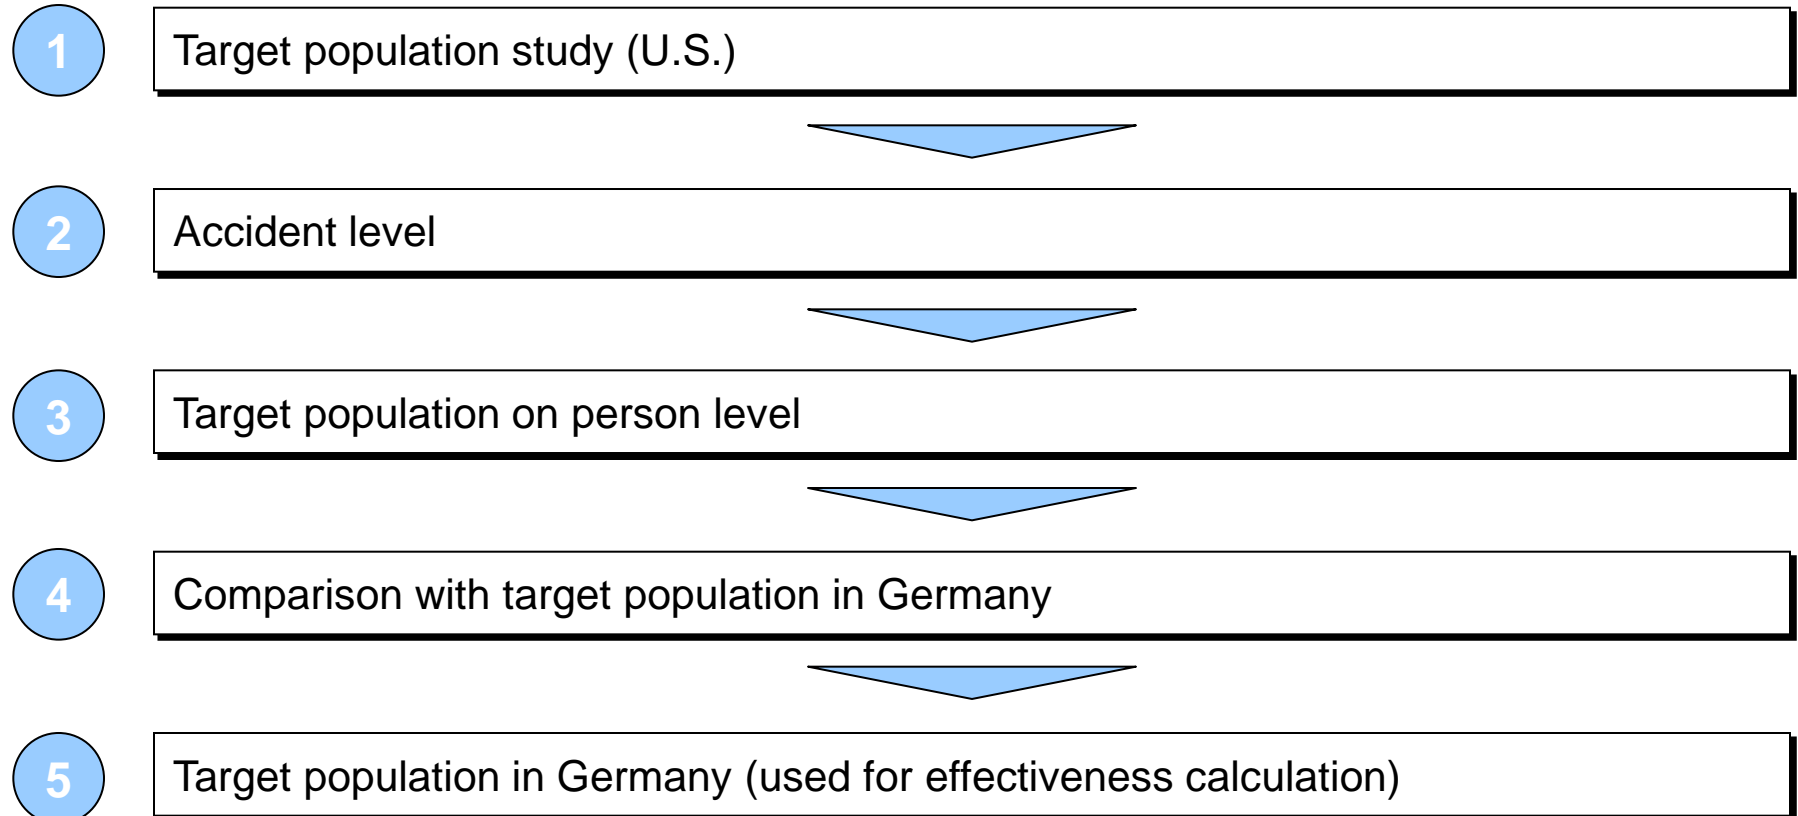 1
Target population study (U.S.)
2
Accident level
3
Target population on person level
4
Comparison with target population in Germany
5
Target population in Germany (used for effectiveness calculation)